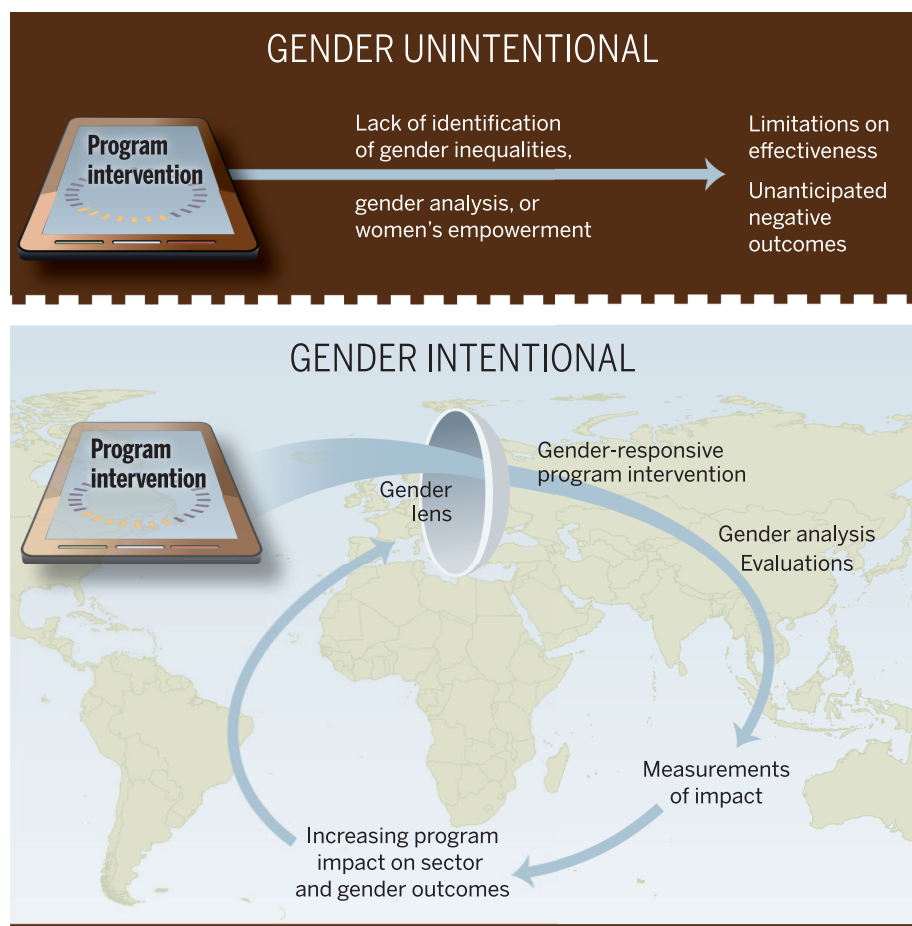 GENDER UNINTENTIONAL
Program
intervention
Lack of identification
of gender inequalities,
gender analysis, or
women's empowerment
Limitations on
effectiveness
Unanticipated
negative
outcomes
GENDER INTENTIONAL
Program
intervention
Gender
lens
Gender-responsive
program intervention
Gender analysis
Evaluations
Measurements
of impact
Increasing program
impact on sector
and gender outcomes